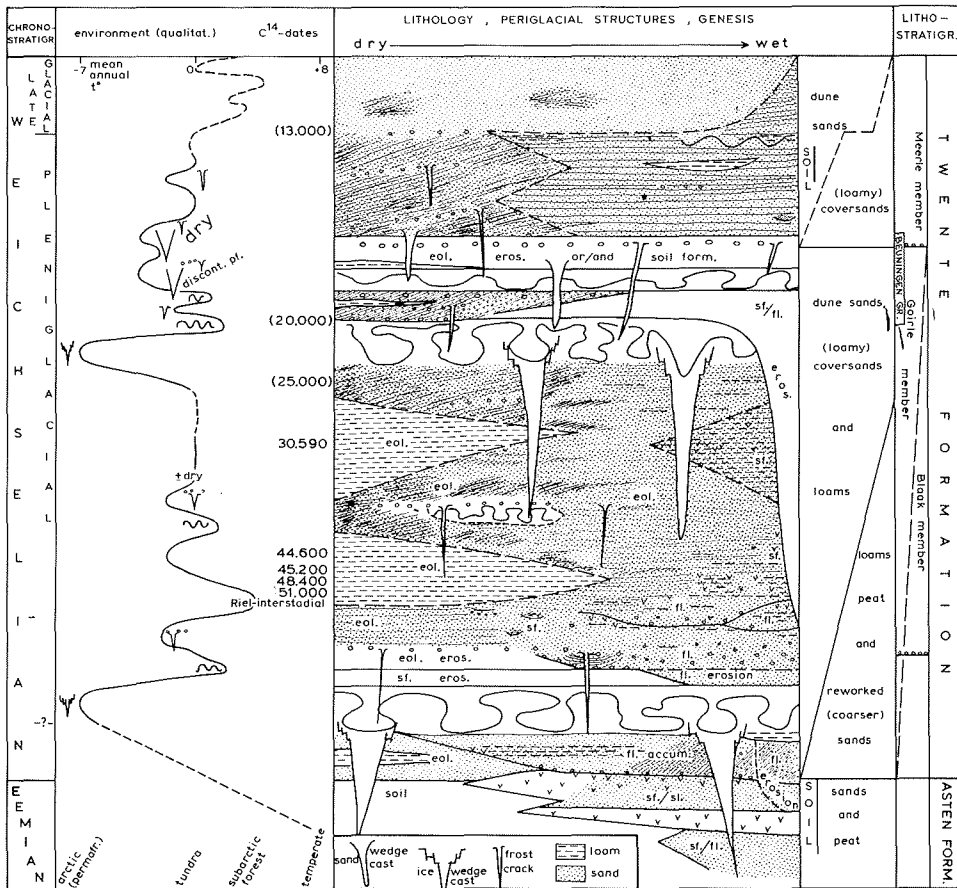 CHRONO-
STRATIGR.
environment (qualitat.) C14-dates
LITHOLOGY , PERIGLACIAL STRUCTURES , GENESIS
dry wet
LITHO-
STRATIGR.
-7 mean
annual
t°
0
+8
LATE
GLACIAL
WEICHSELIAN
PLENIGLACIAL
EEMIAN
-?-
(13.000)
dry
discont. pf.
(20.000)
(25.000)
30.590
± dry
44.600
45.200
48.400
51.000
Riel-interstadial
arctic
(permafr.)
tundra
subarctic
forest
temperate
eol. eros. or/and soil form.
sf./
fl.
eros.
eol.
sf.
eol.
eol.
sf.
eol.
fl.
fl.
eol.
sf.
eol. eros.
fl.
sf. eros.
fl. erosion
fl. accum.
fl.
eol.
erosion
soil
sf./sl.
sf./fl.
sand wedge
cast
ice wedge
cast
frost
crack
loam
sand
dune
sands
SOIL
(loamy)
coversands
dune sands
(loamy)
coversands
and
loams
loams
peat
and
reworked
(coarser)
sands
SOIL
sands
and
peat
Meerle member
BEUNINGEN GR.
Goirle
member
Blaak member
TWENTE FORMATION
ASTEN FORM.